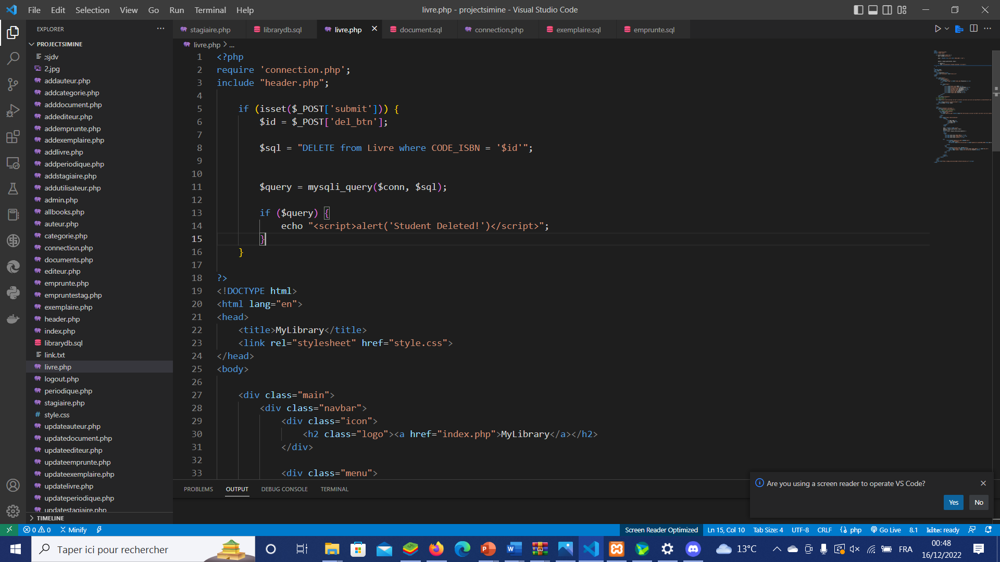 File Edit Selection View Go Run Terminal Help
livre.php - projectsimine - Visual Studio Code
EXPLORER
PROJECTSIMINE
;sjdv
2.jpg
addauteur.php
addcategorie.php
adddocument.php
addediteur.php
addemprunte.php
addexemplaire.php
addlivre.php
addperiodique.php
addstagiaire.php
addutilisateur.php
admin.php
allbooks.php
auteur.php
categorie.php
connection.php
documents.php
editeur.php
emprunte.php
empruntestag.php
exemplaire.php
header.php
index.php
librarydb.sql
link.txt
livre.php
logout.php
periodique.php
stagiaire.php
style.css
updateauteur.php
updatedocument.php
updateediteur.php
updateemprunte.php
updateexemplaire.php
updatelivre.php
updateperiodique.php
updatestagiaire.php
TIMELINE
stagiaire.php librarydb.sql livre.php document.sql connection.php exemplaire.sql emprunte.sql
livre.php > ...
1 <?php
2 require 'connection.php';
3 include "header.php";
4
5 if (isset($_POST['submit'])) {
6 $id = $_POST['del_btn'];
7
8 $sql = "DELETE from Livre where CODE_ISBN = '$id'";
9
10
11 $query = mysqli_query($conn, $sql);
12
13 if ($query) {
14 echo "<script>alert('Student Deleted!')</script>";
15 }
16 }
17
18 ?>
19 <!DOCTYPE html>
20 <html lang="en">
21 <head>
22 <title>MyLibrary</title>
23 <link rel="stylesheet" href="style.css">
24 </head>
25 <body>
26
27 <div class="main">
28 <div class="navbar">
29 <div class="icon">
30 <h2 class="logo"><a href="index.php">MyLibrary</a></h2>
31 </div>
32
33 <div class="menu">
PROBLEMS OUTPUT DEBUG CONSOLE TERMINAL
Are you using a screen reader to operate VS Code?
Yes No
0 0 Minify
Screen Reader Optimized Ln 15, Col 10 Tab Size: 4 UTF-8 CRLF php Go Live 8.1 kite: ready
Taper ici pour rechercher
13°C
FRA
00:48
16/12/2022